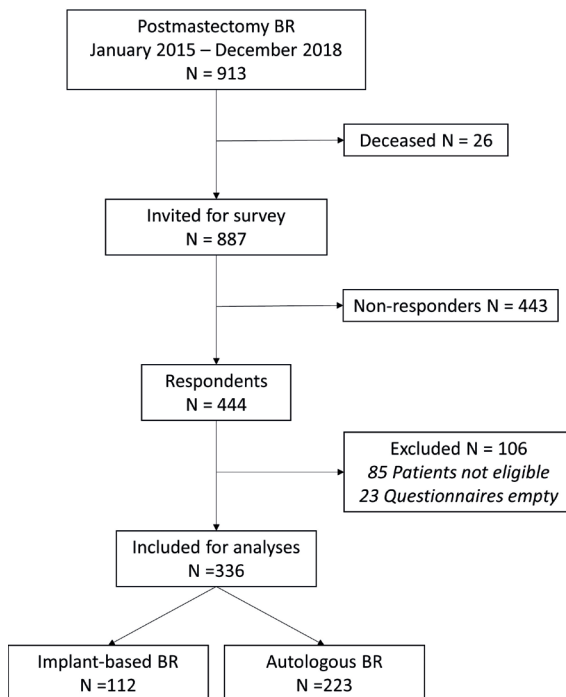 Postmastectomy BR
January 2015 – December 2018
N = 913
Deceased N = 26
Invited for survey
N = 887
Non-responders N = 443
Respondents
N = 444
Excluded N = 106
85 Patients not eligible
23 Questionnaires empty
Included for analyses
N =336
Implant-based BR
N =112
Autologous BR
N =223